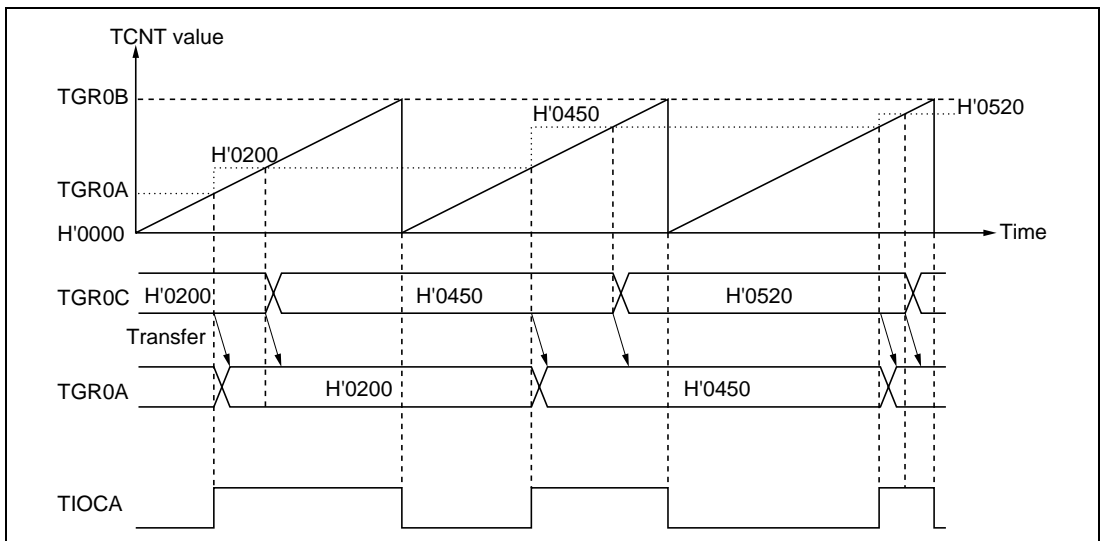 TCNT value
TGR0B
H'0520
H'0450
H'0200
TGR0A
H'0000
Time
TGR0C
H'0200
H'0450
H'0520
Transfer
TGR0A
H'0200
H'0450
TIOCA